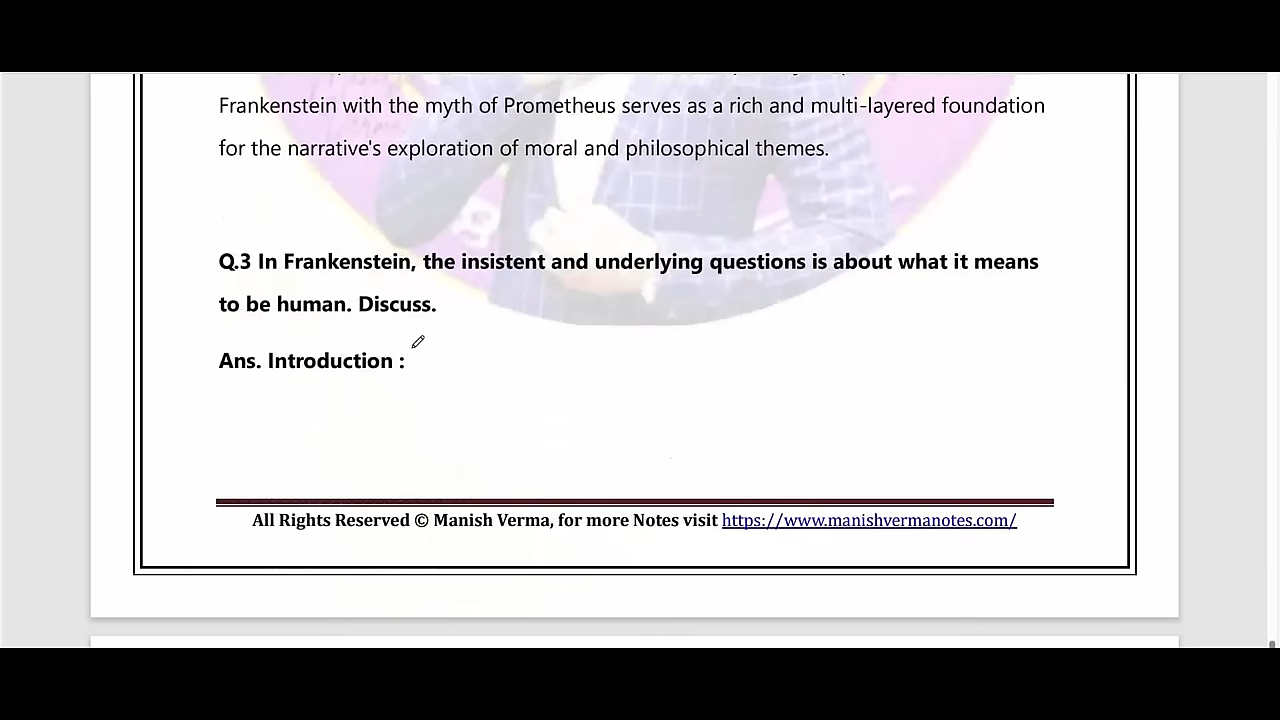 Frankenstein with the myth of Prometheus serves as a rich and multi-layered foundation
for the narrative's exploration of moral and philosophical themes.
Q.3 In Frankenstein, the insistent and underlying questions is about what it means
to be human. Discuss.
Ans. Introduction :
All Rights Reserved © Manish Verma, for more Notes visit https://www.manishvermanotes.com/